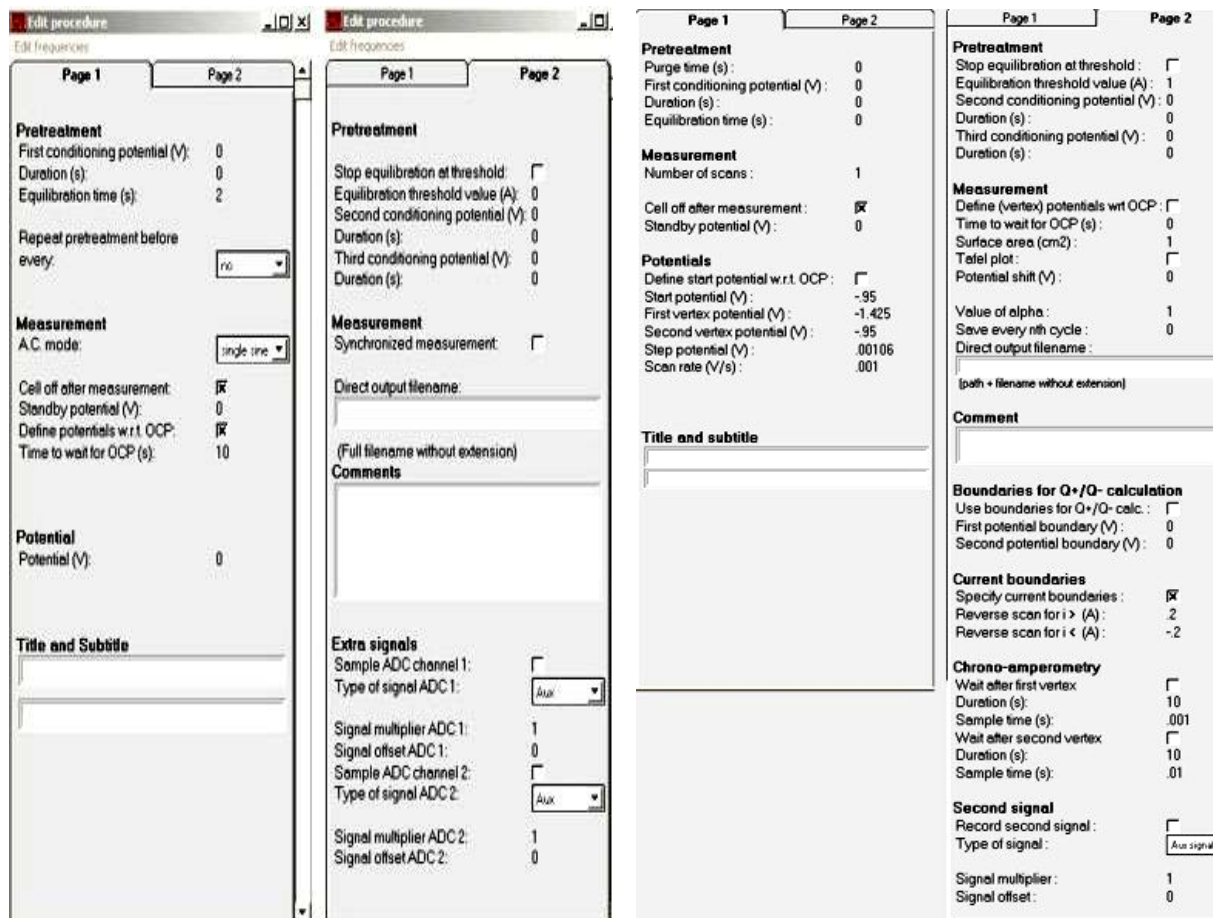 Edit procedure
Edit frequencies
Page 1 Page 2
Pretreatment
First conditioning potential (V): 0
Duration (s): 0
Equilibration time (s): 2
Repeat pretreatment before
every: no
Measurement
A.C. mode: single sine
Cell off after measurement:
Standby potential (V): 0
Define potentials w.r.t. OCP:
Time to wait for OCP (s): 10
Potential
Potential (V): 0
Title and Subtitle
Edit procedure
Edit frequencies
Page 1 Page 2
Pretreatment
Stop equilibration at threshold:
Equilibration threshold value (A): 0
Second conditioning potential (V): 0
Duration (s): 0
Third conditioning potential (V): 0
Duration (s): 0
Measurement
Synchronized measurement:
Direct output filename:
(Full filename without extension)
Comments
Extra signals
Sample ADC channel 1:
Type of signal ADC 1: Aux
Signal multiplier ADC 1: 1
Signal offset ADC 1: 0
Sample ADC channel 2:
Type of signal ADC 2: Aux
Signal multiplier ADC 2: 1
Signal offset ADC 2: 0
Page 1 Page 2
Pretreatment
Purge time (s) : 0
First conditioning potential (V) : 0
Duration (s) : 0
Equilibration time (s) : 0
Measurement
Number of scans : 1
Cell off after measurement :
Standby potential (V) : 0
Potentials
Define start potential w.r.t. OCP :
Start potential (V) : -.95
First vertex potential (V) : -1.425
Second vertex potential (V) : -.95
Step potential (V) : .00106
Scan rate (V/s) : .001
Title and subtitle
Page 1 Page 2
Pretreatment
Stop equilibration at threshold :
Equilibration threshold value (A) : 1
Second conditioning potential (V) : 0
Duration (s) : 0
Third conditioning potential (V) : 0
Duration (s) : 0
Measurement
Define (vertex) potentials wrt OCP :
Time to wait for OCP (s) : 0
Surface area (cm2) : 1
Tafel plot :
Potential shift (V) : 0
Value of alpha : 1
Save every nth cycle : 0
Direct output filename :
(path + filename without extension)
Comment
Boundaries for Q+/Q- calculation
Use boundaries for Q+/Q- calc. :
First potential boundary (V) : 0
Second potential boundary (V) : 0
Current boundaries
Specify current boundaries :
Reverse scan for i > (A) : .2
Reverse scan for i < (A) : -.2
Chrono-amperometry
Wait after first vertex
Duration (s): 10
Sample time (s): .001
Wait after second vertex
Duration (s): 10
Sample time (s): .01
Second signal
Record second signal :
Type of signal : Aux signal
Signal multiplier : 1
Signal offset : 0